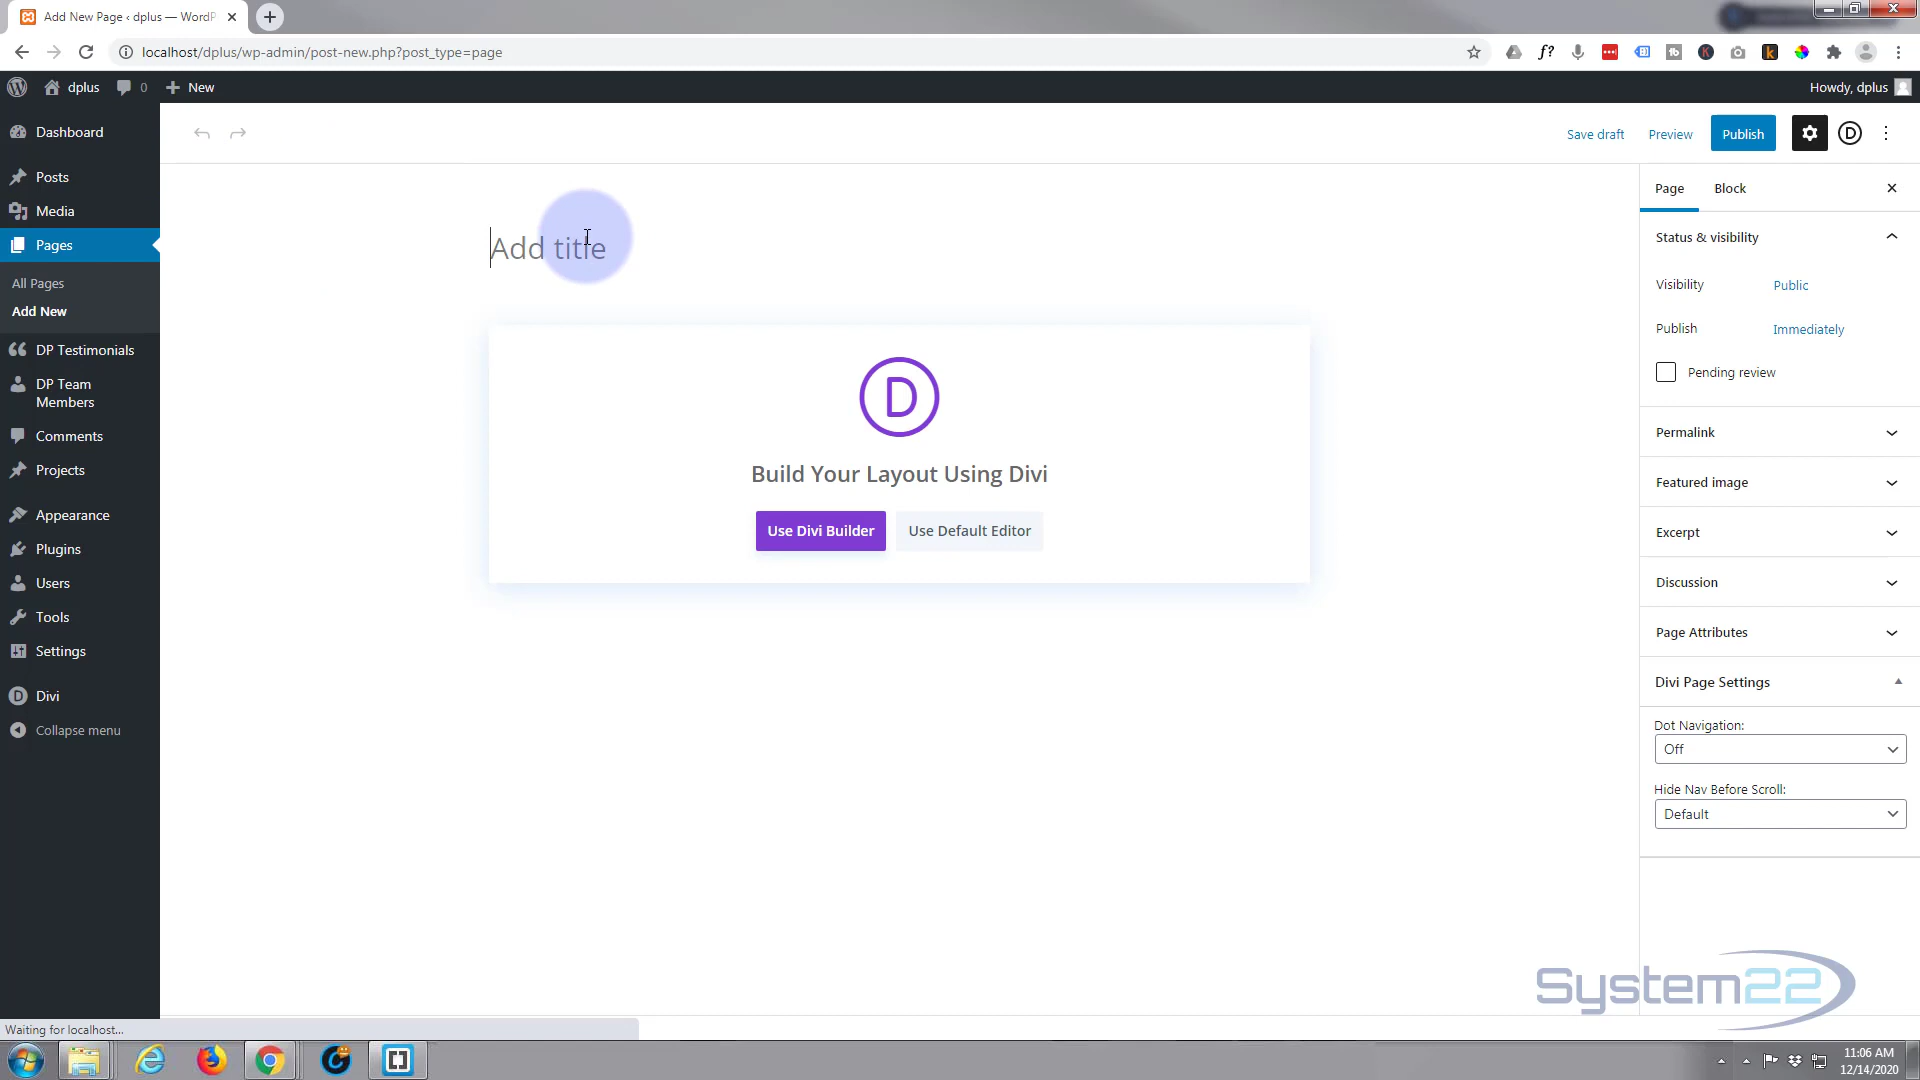 Add New Page ‹ dplus — WordP
localhost/dplus/wp-admin/post-new.php?post_type=page
dplus
0
New
Howdy, dplus
Dashboard
Posts
Media
Pages
All Pages
Add New
DP Testimonials
DP Team
Members
Comments
Projects
Appearance
Plugins
Users
Tools
Settings
Divi
Collapse menu
Save draft
Preview
Publish
Add title
D
Build Your Layout Using Divi
Use Divi Builder
Use Default Editor
Page
Block
Status & visibility
Visibility
Public
Publish
Immediately
Pending review
Permalink
Featured image
Excerpt
Discussion
Page Attributes
Divi Page Settings
Dot Navigation:
Off
Hide Nav Before Scroll:
Default
System22
Waiting for localhost...
11:06 AM
12/14/2020